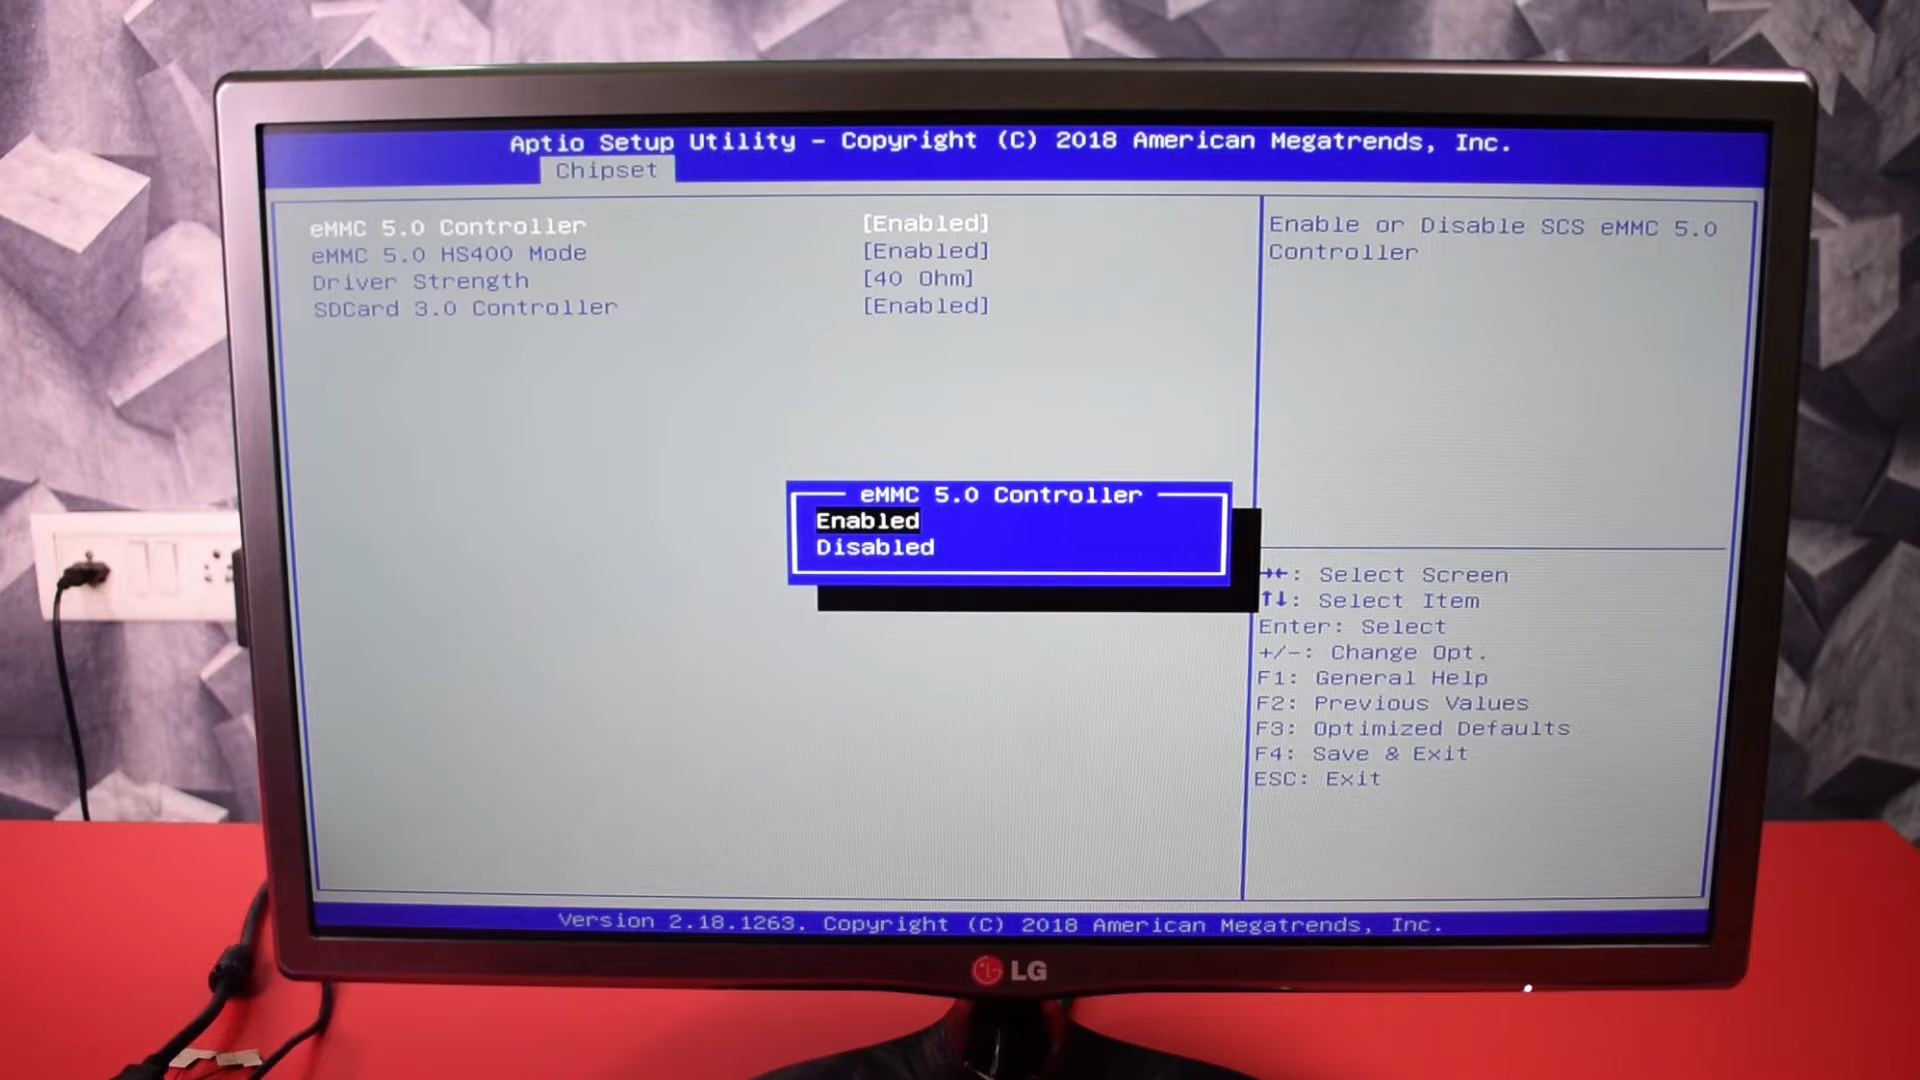 Aptio Setup Utility – Copyright (C) 2018 American Megatrends, Inc.
Chipset
eMMC 5.0 Controller [Enabled]
eMMC 5.0 HS400 Mode [Enabled]
Driver Strength [40 Ohm]
SDCard 3.0 Controller [Enabled]
Enable or Disable SCS eMMC 5.0
Controller
eMMC 5.0 Controller
Enabled
Disabled
→←: Select Screen
↑↓: Select Item
Enter: Select
+/-: Change Opt.
F1: General Help
F2: Previous Values
F3: Optimized Defaults
F4: Save & Exit
ESC: Exit
Version 2.18.1263. Copyright (C) 2018 American Megatrends, Inc.
LG